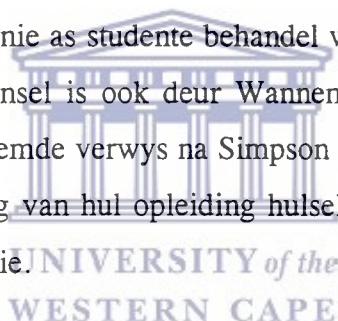 nie as studente behandel
nsel is ook deur Wannen
emde verwys na Simpson
g van hul opleiding hulsel
ie.
UNIVERSITY of the
WESTERN CAPE